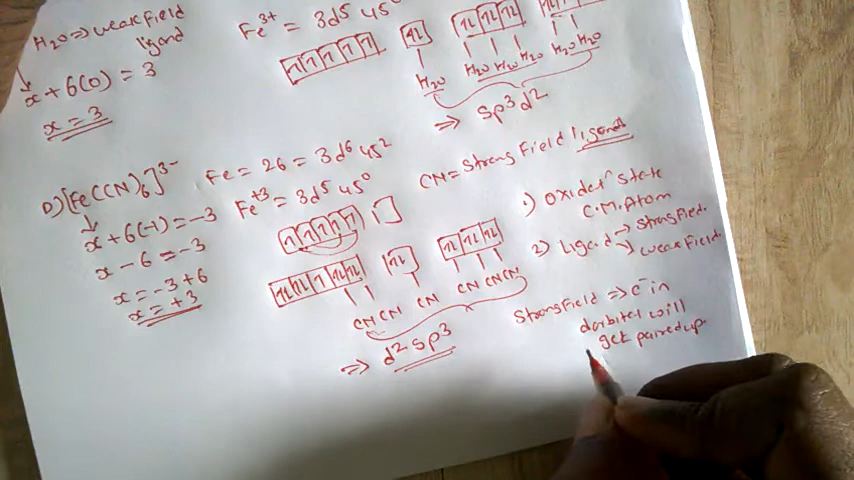 H₂O ⇒ weak field
ligand
x + 6(0) = 3
x = 3
Fe³⁺ = 3d⁵ 4s⁰
H₂O H₂O H₂O H₂O H₂O H₂O
⇒ sp³d²
D) [Fe(CN)₆]³⁻
x + 6(-1) = -3
x - 6 = -3
x = -3 + 6
x = +3
Fe = 26 = 3d⁶ 4s²
Fe⁺³ = 3d⁵ 4s⁰
CN CN CN CN CN CN
⇒ d²sp³
CN = Strong Field ligand
1) Oxidatⁿ State
C.M. Atom
2) Ligand → Strongfield.
→ weak Field.
Strong Field ⇒ e⁻ in
d orbital will
get paired up.